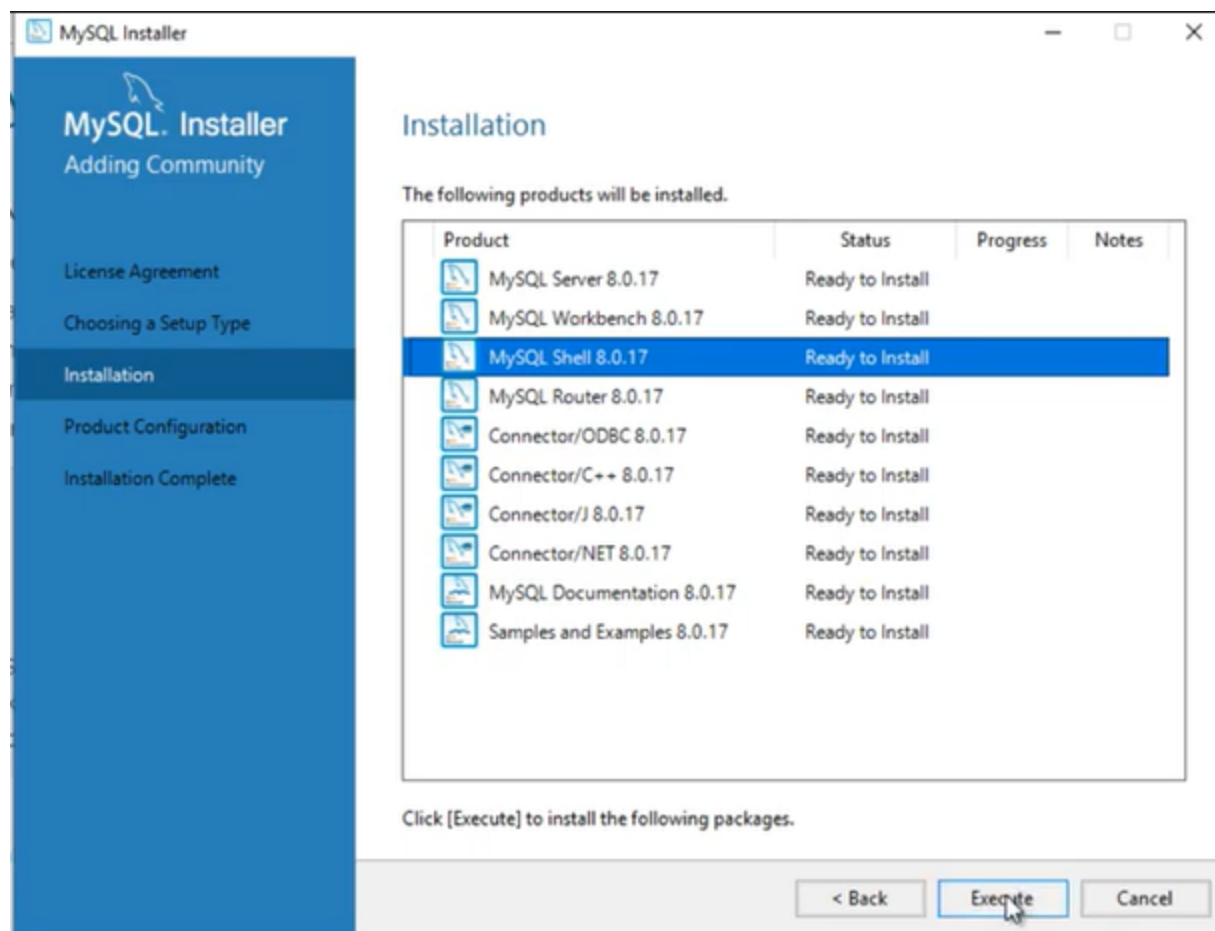 MySQL Installer
MySQL. Installer
Adding Community
License Agreement
Choosing a Setup Type
Installation
Product Configuration
Installation Complete
Installation
The following products will be installed.
Product Status Progress Notes
MySQL Server 8.0.17 Ready to Install
MySQL Workbench 8.0.17 Ready to Install
MySQL Shell 8.0.17 Ready to Install
MySQL Router 8.0.17 Ready to Install
Connector/ODBC 8.0.17 Ready to Install
Connector/C++ 8.0.17 Ready to Install
Connector/J 8.0.17 Ready to Install
Connector/NET 8.0.17 Ready to Install
MySQL Documentation 8.0.17 Ready to Install
Samples and Examples 8.0.17 Ready to Install
Click [Execute] to install the following packages.
< Back Execute Cancel